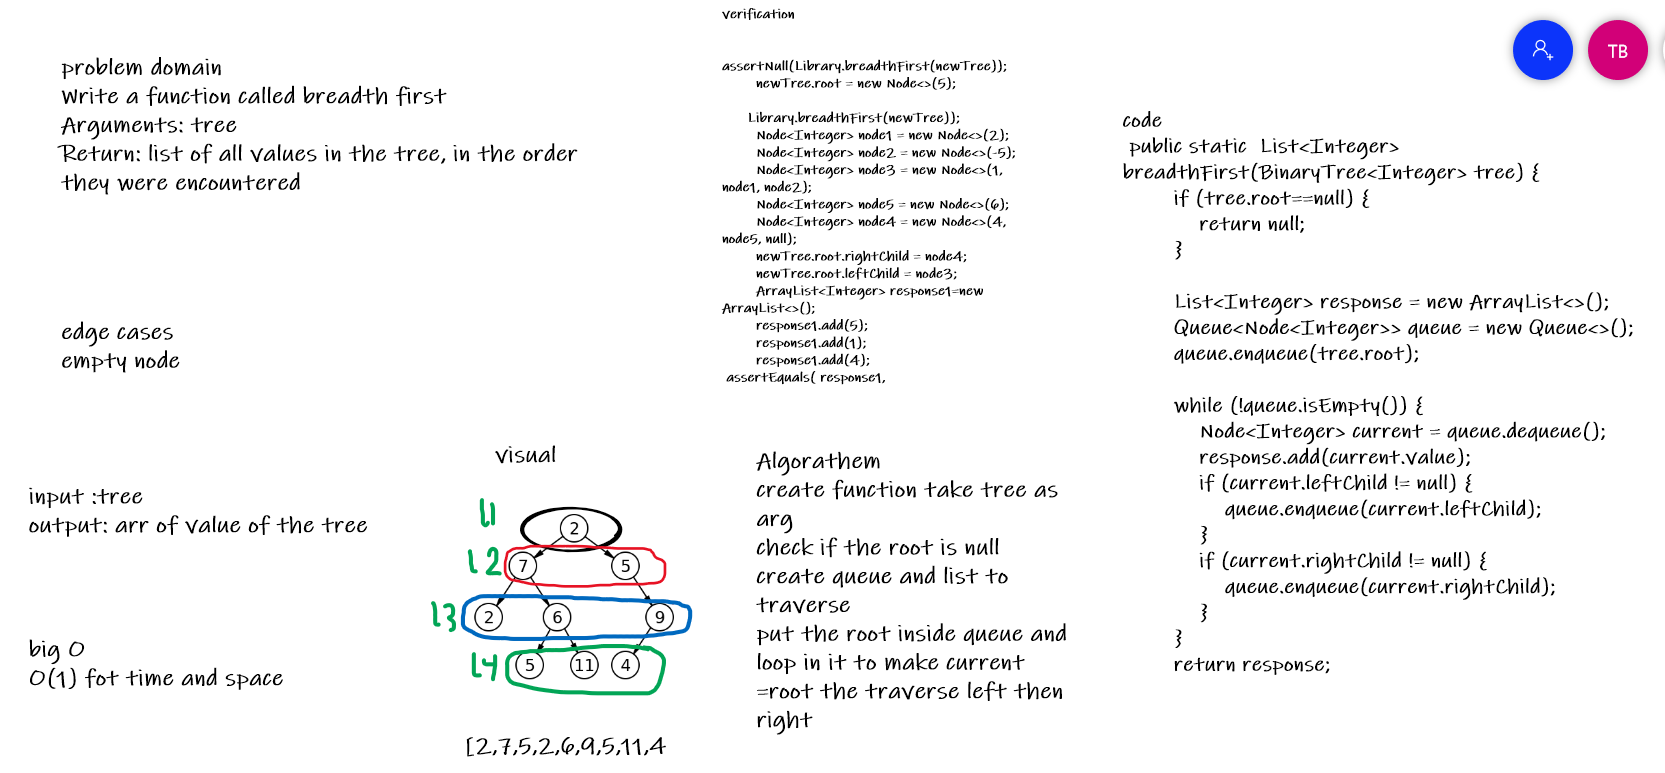 verification
TB
problem domain
Write a function called breadth first
Arguments: tree
Return: list of all values in the tree, in the order
they were encountered
edge cases
empty node
input :tree
output: arr of value of the tree
big O
O(1) fot time and space
visual
L1
L2
L3
L4
2
7
5
2
6
9
5
11
4
[2,7,5,2,6,9,5,11,4
assertNull(Library.breadthFirst(newTree));
newTree.root = new Node<>(5);
Library.breadthFirst(newTree));
Node<Integer> node1 = new Node<>(2);
Node<Integer> node2 = new Node<>(-5);
Node<Integer> node3 = new Node<>(1,
node1, node2);
Node<Integer> node5 = new Node<>(6);
Node<Integer> node4 = new Node<>(4,
node5, null);
newTree.root.rightChild = node4;
newTree.root.leftChild = node3;
ArrayList<Integer> response1=new
ArrayList<>();
response1.add(5);
response1.add(1);
response1.add(4);
assertEquals( response1,
Algorathem
create function take tree as
arg
check if the root is null
create queue and list to
traverse
put the root inside queue and
loop in it to make current
=root the traverse left then
right
code
public static  List<Integer>
breadthFirst(BinaryTree<Integer> tree) {
if (tree.root==null) {
return null;
}
List<Integer> response = new ArrayList<>();
Queue<Node<Integer>> queue = new Queue<>();
queue.enqueue(tree.root);
while (!queue.isEmpty()) {
Node<Integer> current = queue.dequeue();
response.add(current.value);
if (current.leftChild != null) {
queue.enqueue(current.leftChild);
}
if (current.rightChild != null) {
queue.enqueue(current.rightChild);
}
}
return response;